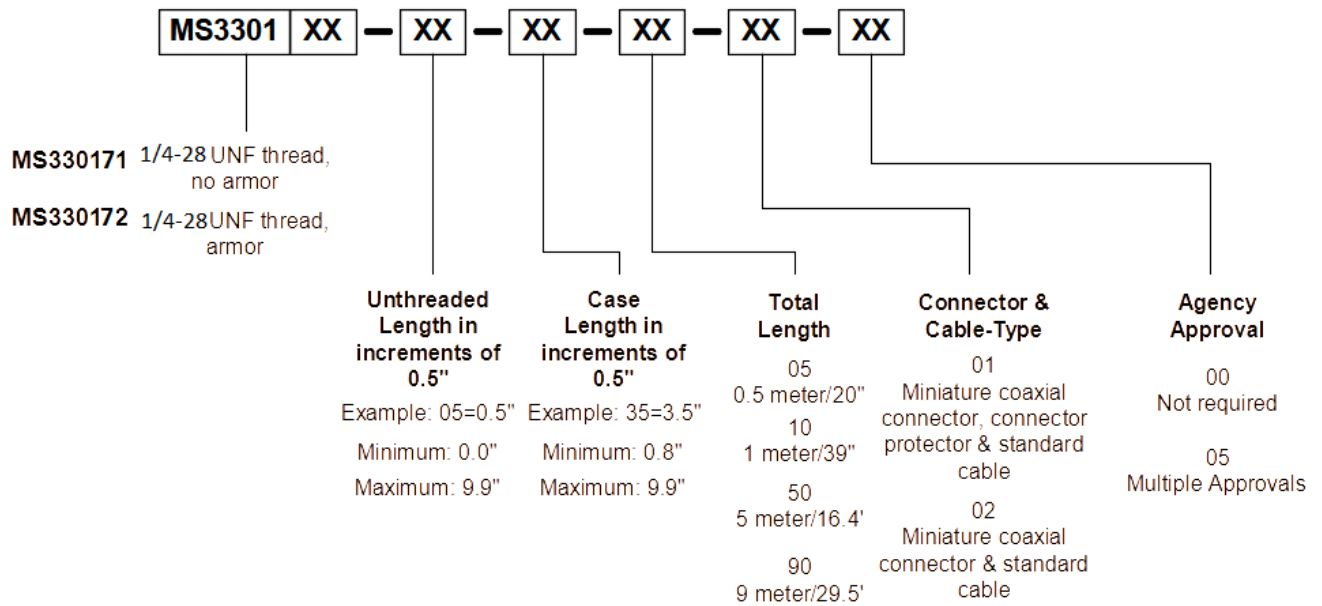 MS3301 XX – XX – XX – XX – XX – XX
MS330171 1/4-28 UNF thread,
no armor
MS330172 1/4-28UNF thread,
armor
Unthreaded
Length in
increments of
0.5"
Example: 05=0.5"
Minimum: 0.0"
Maximum: 9.9"
Case
Length in
increments of
0.5"
Example: 35=3.5"
Minimum: 0.8"
Maximum: 9.9"
Total
Length
05
0.5 meter/20"
10
1 meter/39"
50
5 meter/16.4'
90
9 meter/29.5'
Connector &
Cable-Type
01
Miniature coaxial
connector, connector
protector & standard
cable
02
Miniature coaxial
connector & standard
cable
Agency
Approval
00
Not required
05
Multiple Approvals